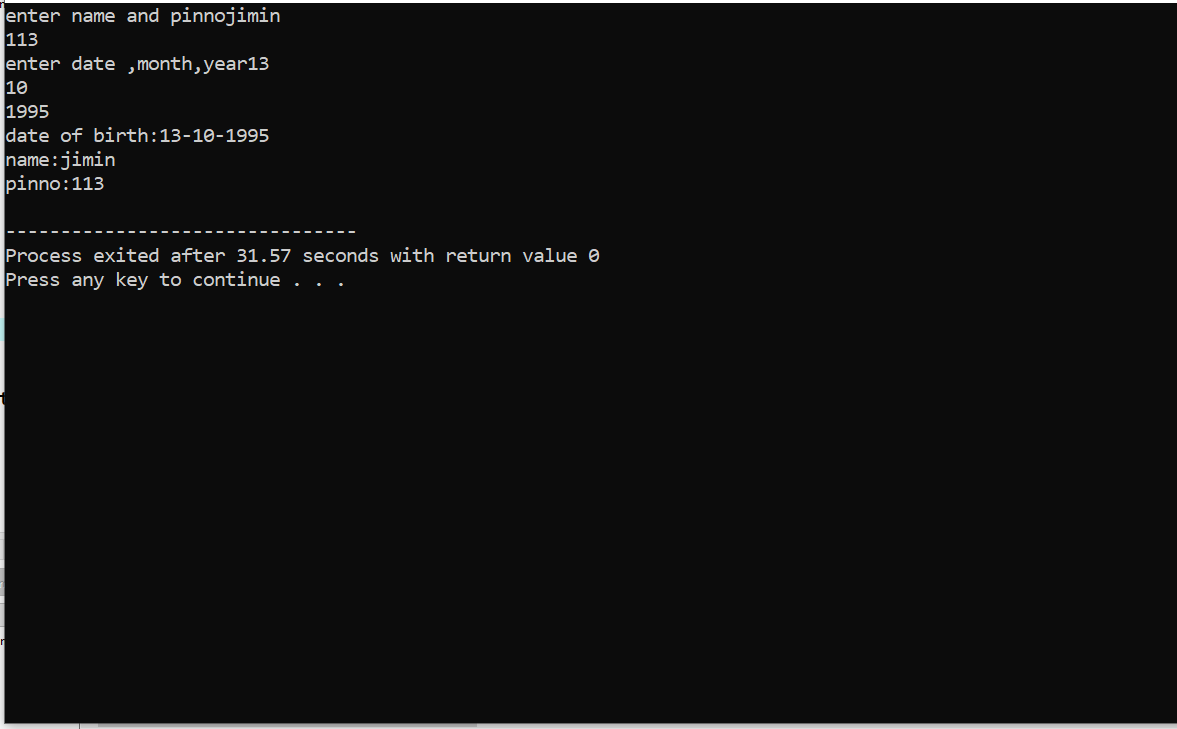 enter name and pinnojimin
113
enter date ,month,year13
10
1995
date of birth:13-10-1995
name:jimin
pinno:113
--------------------------------
Process exited after 31.57 seconds with return value 0
Press any key to continue . . .